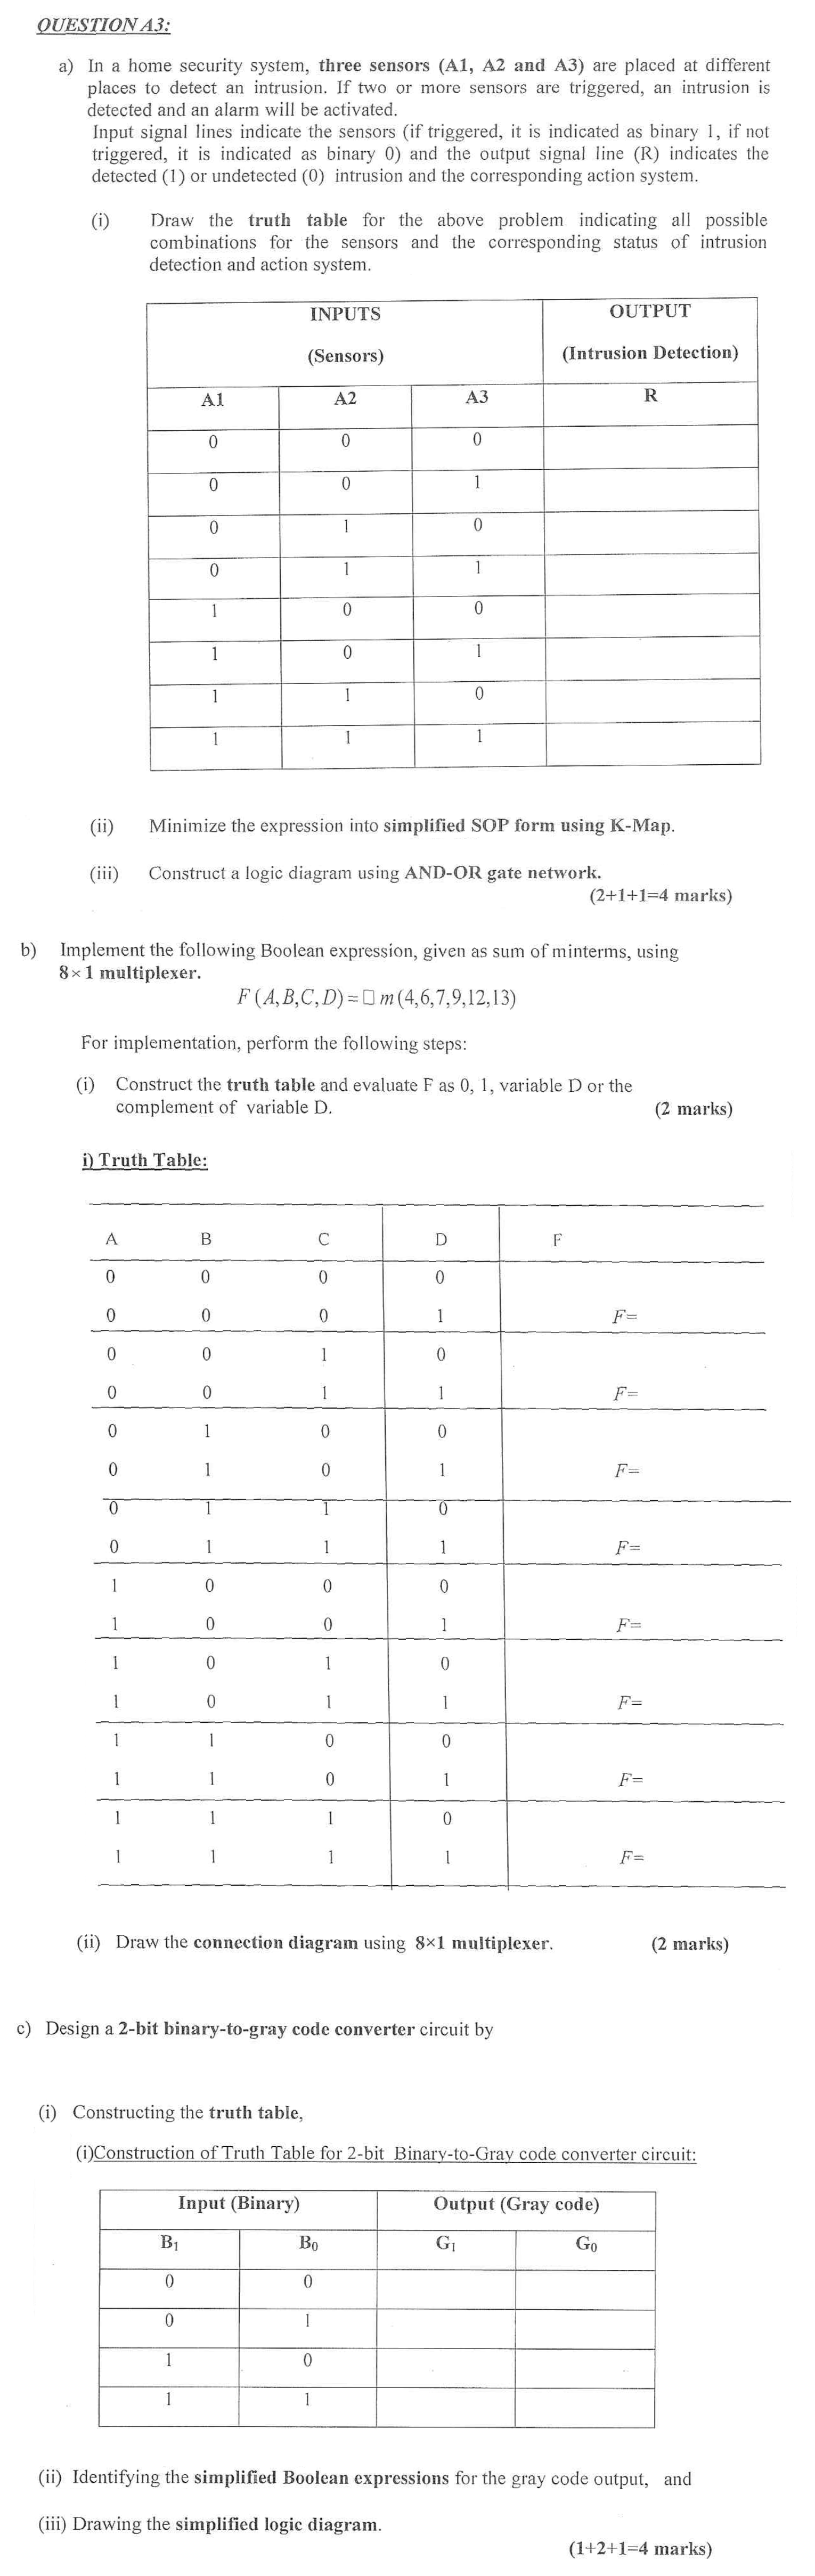 QUESTION A3:
a) In a home security system, three sensors (A1, A2 and A3) are placed at different
places to detect an intrusion. If two or more sensors are triggered, an intrusion is
detected and an alarm will be activated.
Input signal lines indicate the sensors (if triggered, it is indicated as binary 1, if not
triggered, it is indicated as binary 0) and the output signal line (R) indicates the
detected (1) or undetected (0) intrusion and the corresponding action system.
(i) Draw the truth table for the above problem indicating all possible
combinations for the sensors and the corresponding status of intrusion
detection and action system.
INPUTS OUTPUT
(Sensors) (Intrusion Detection)
A1 A2 A3 R
0 0 0
0 0 1
0 1 0
0 1 1
1 0 0
1 0 1
1 1 0
1 1 1
(ii) Minimize the expression into simplified SOP form using K-Map.
(iii) Construct a logic diagram using AND-OR gate network.
(2+1+1=4 marks)
b) Implement the following Boolean expression, given as sum of minterms, using
8×1 multiplexer.
F (A,B,C,D) = □ m (4,6,7,9,12,13)
For implementation, perform the following steps:
(i) Construct the truth table and evaluate F as 0, 1, variable D or the
complement of variable D. (2 marks)
i) Truth Table:
A B C D F
0 0 0 0
0 0 0 1 F=
0 0 1 0
0 0 1 1 F=
0 1 0 0
0 1 0 1 F=
0 1 1 0
0 1 1 1 F=
1 0 0 0
1 0 0 1 F=
1 0 1 0
1 0 1 1 F=
1 1 0 0
1 1 0 1 F=
1 1 1 0
1 1 1 1 F=
(ii) Draw the connection diagram using 8×1 multiplexer. (2 marks)
c) Design a 2-bit binary-to-gray code converter circuit by
(i) Constructing the truth table,
(i)Construction of Truth Table for 2-bit Binary-to-Gray code converter circuit:
Input (Binary) Output (Gray code)
B1 B0 G1 G0
0 0
0 1
1 0
1 1
(ii) Identifying the simplified Boolean expressions for the gray code output, and
(iii) Drawing the simplified logic diagram.
(1+2+1=4 marks)